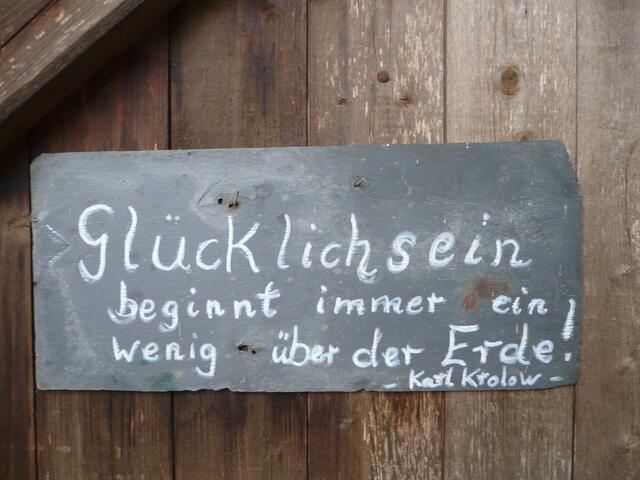 Glücklichsein
beginnt immer ein
wenig über der Erde!
- Karl Krolow -